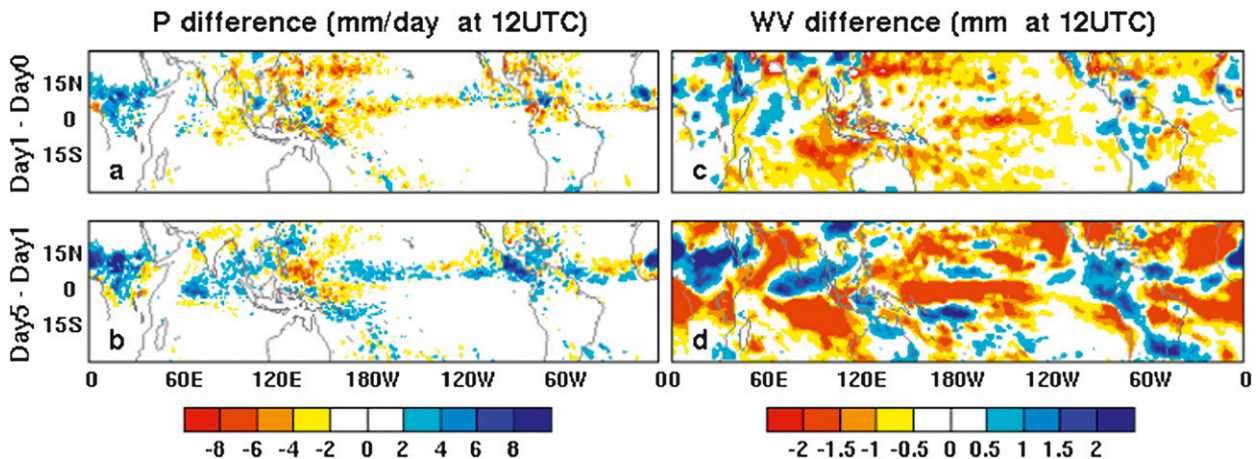 P difference (mm/day at 12UTC)
WV difference (mm at 12UTC)
Day1 - Day0
15N
0
15S
a
c
Day5 - Day1
15N
0
15S
b
d
0 60E 120E 180W 120W 60W 00 60E 120E 180W 120W 60W 0
-8 -6 -4 -2 0 2 4 6 8
-2 -1.5 -1 -0.5 0 0.5 1 1.5 2